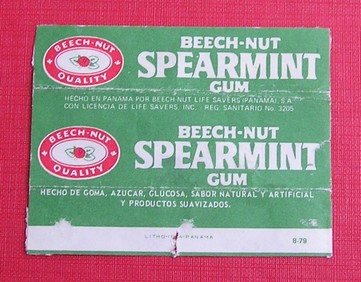 BEECH-NUT
QUALITY
BEECH-NUT
SPEARMINT
GUM
HECHO EN PANAMA POR BEECH NUT LIFE SAVERS (PANAMA), S.A.
CON LICENCIA DE LIFE SAVERS INC. REG. SANITARIO No. 3205
BEECH-NUT
QUALITY
BEECH-NUT
SPEARMINT
GUM
HECHO DE GOMA, AZUCAR, GLUCOSA, SABOR NATURAL Y ARTIFICIAL
Y PRODUCTOS SUAVIZADOS.
PANAMA
8-79